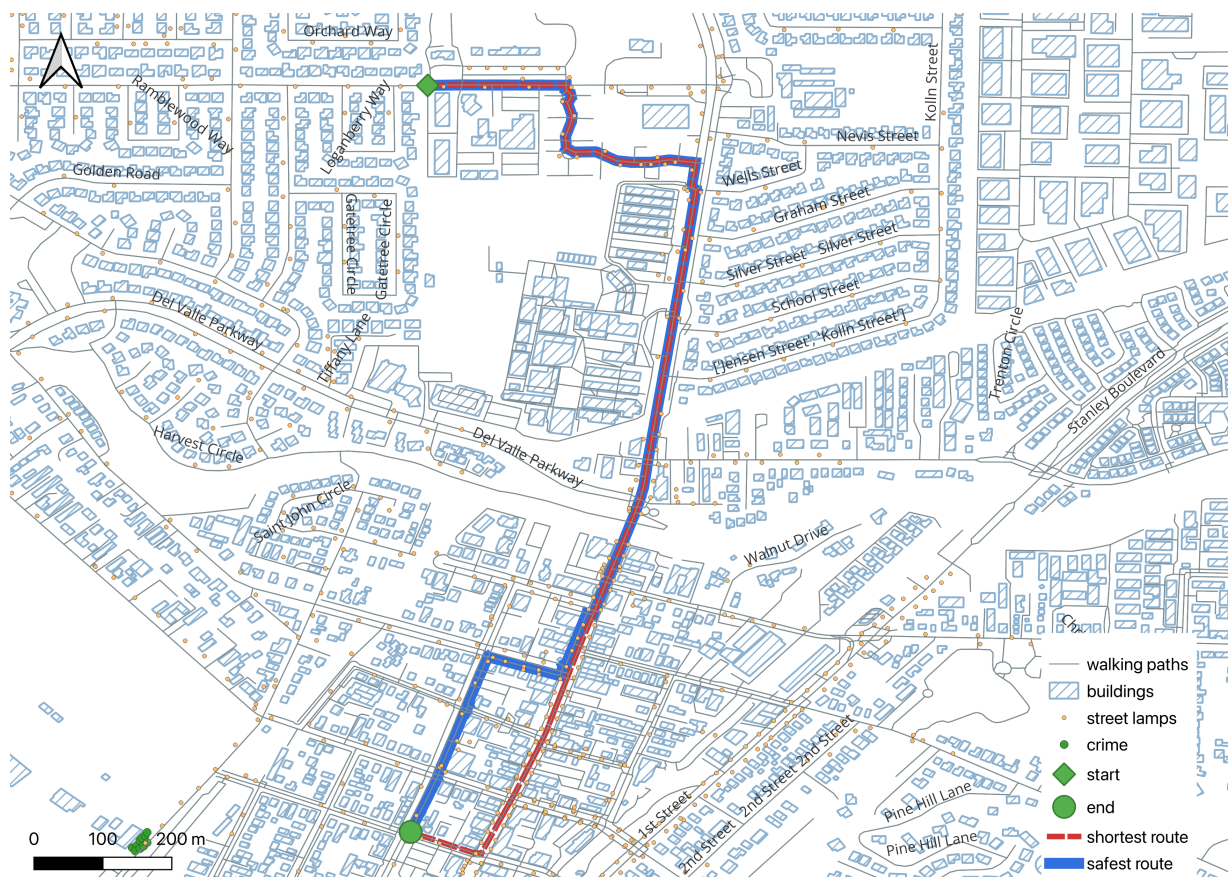 Orchard Way
Ramblewood Way
Loganberry Way
Kolln Street
Nevis Street
Golden Road
Wells Street
Graham Street
Gatetree Circle
Gatetree Circle
Silver Street
Silver Street
School Street
Del Valle Parkway
['Jensen Street', 'Kolln Street']
Tiffany Lane
Trenton Circle
Stanley Boulevard
Harvest Circle
Del Valle Parkway
Saint John Circle
Walnut Drive
1st Street
2nd Street
2nd Street
2nd Street
Pine Hill Lane
Pine Hill Lane
0 100 200 m
walking paths
buildings
street lamps
crime
start
end
shortest route
safest route